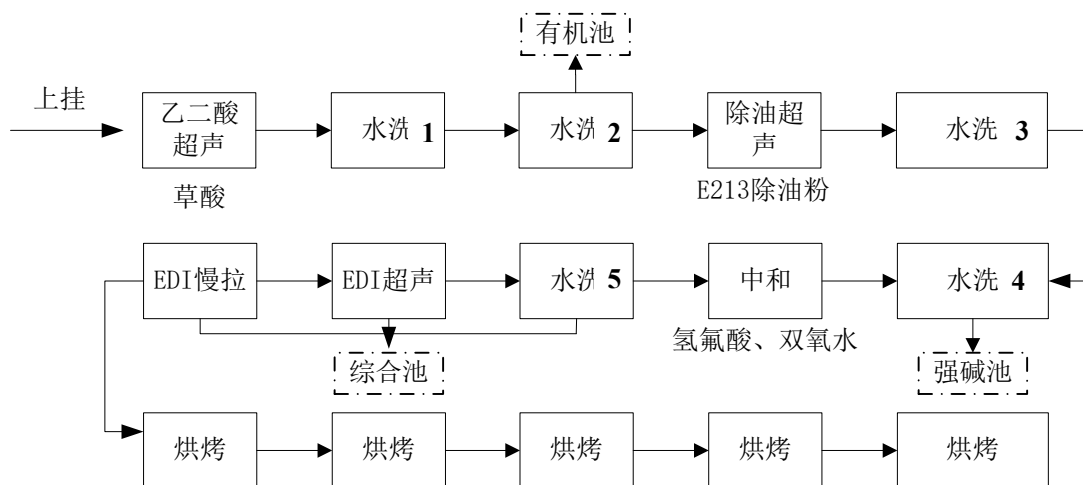 有机池
上挂
乙二酸
超声
水洗 1
水洗 2
除油超
声
水洗 3
草酸
E213除油粉
EDI慢拉
EDI超声
水洗 5
中和
水洗 4
氢氟酸、双氧水
综合池
强碱池
烘烤
烘烤
烘烤
烘烤
烘烤